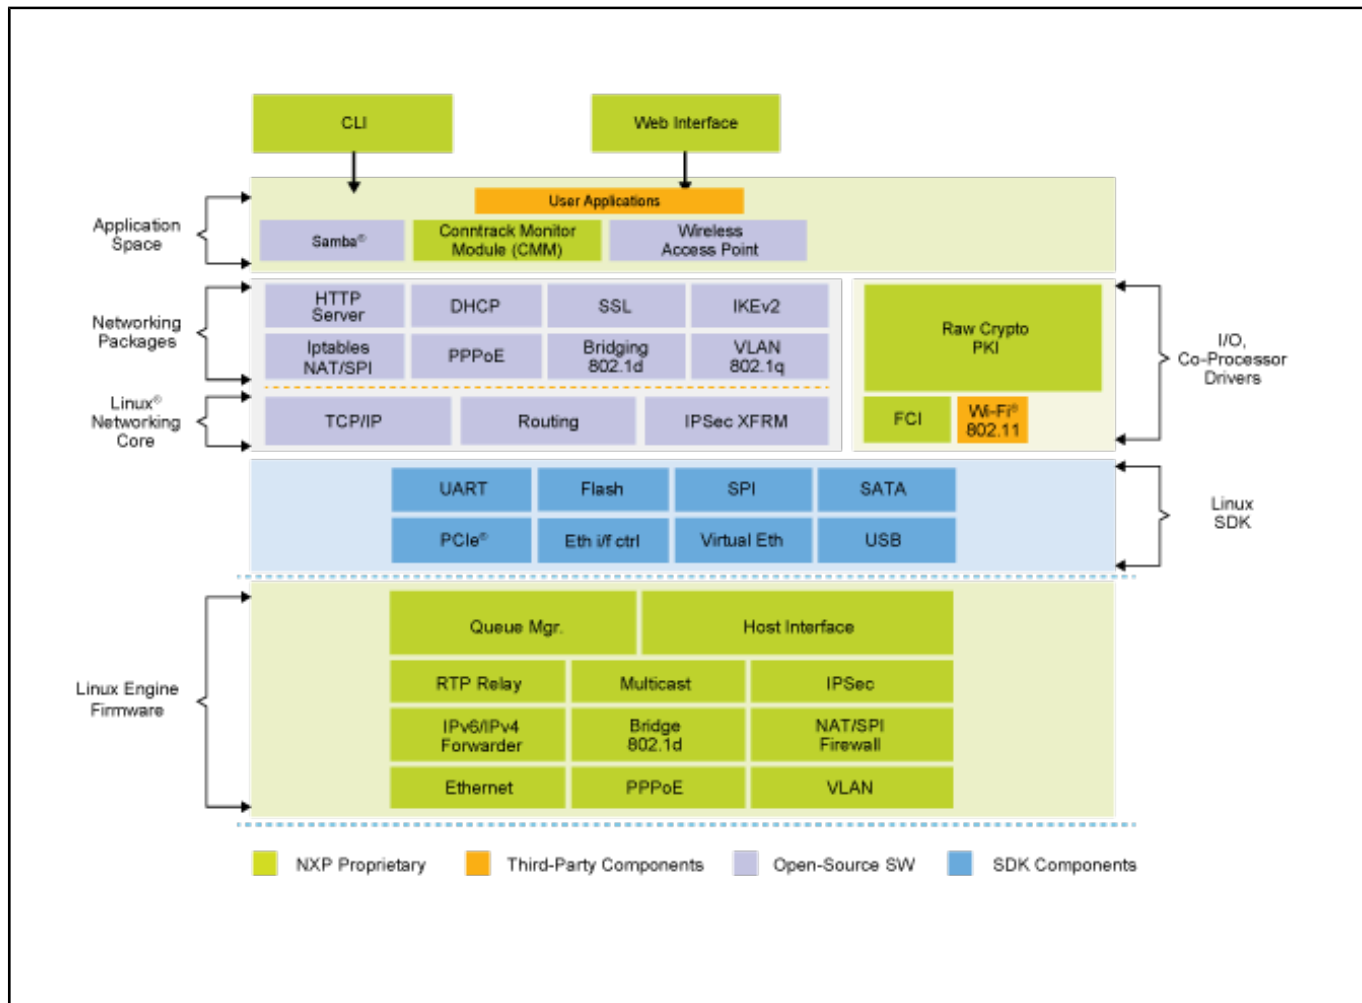 CLI
Web Interface
Application
Space
User Applications
Samba®
Conntrack Monitor
Module (CMM)
Wireless
Access Point
Networking
Packages
HTTP
Server
DHCP
SSL
IKEv2
Iptables
NAT/SPI
PPPoE
Bridging
802.1d
VLAN
802.1q
Linux®
Networking
Core
TCP/IP
Routing
IPSec XFRM
Raw Crypto
PKI
FCI
Wi-Fi®
802.11
I/O,
Co-Processor
Drivers
UART
Flash
SPI
SATA
PCIe®
Eth i/f ctrl
Virtual Eth
USB
Linux
SDK
Linux Engine
Firmware
Queue Mgr.
Host Interface
RTP Relay
Multicast
IPSec
IPv6/IPv4
Forwarder
Bridge
802.1d
NAT/SPI
Firewall
Ethernet
PPPoE
VLAN
NXP Proprietary
Third-Party Components
Open-Source SW
SDK Components